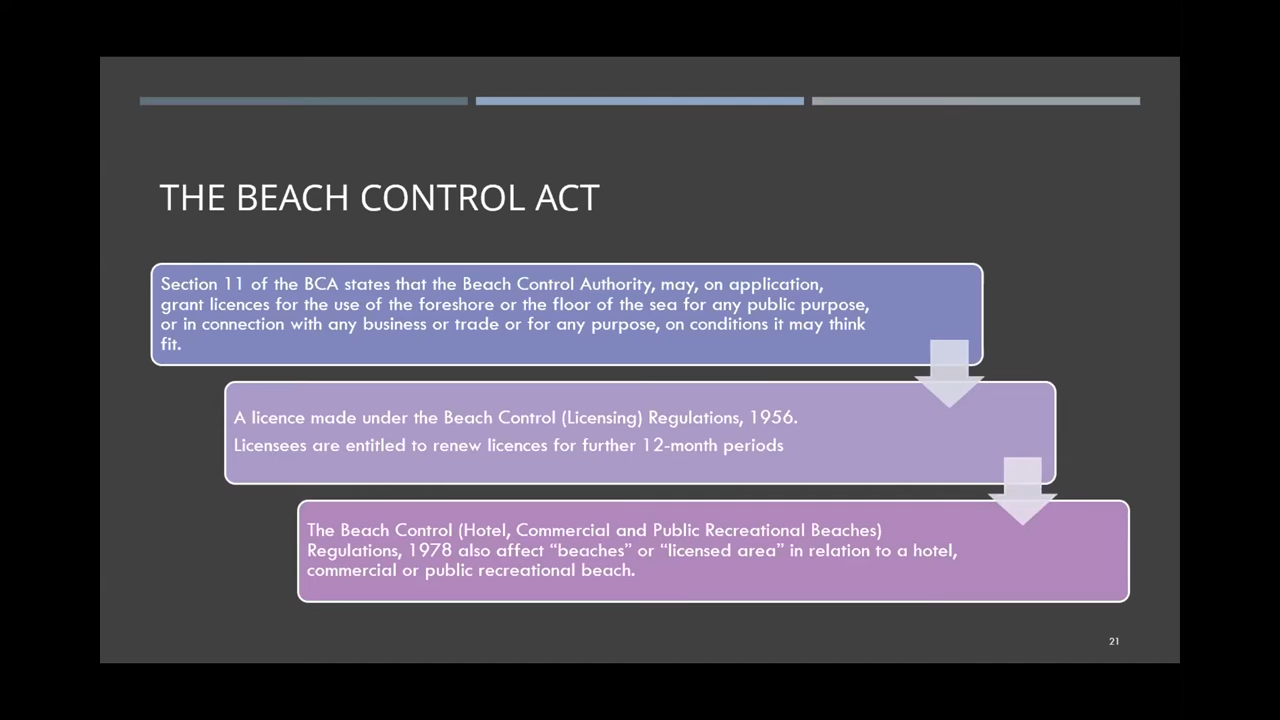 THE BEACH CONTROL ACT
Section 11 of the BCA states that the Beach Control Authority, may, on application,
grant licences for the use of the foreshore or the floor of the sea for any public purpose,
or in connection with any business or trade or for any purpose, on conditions it may think
fit.
A licence made under the Beach Control (Licensing) Regulations, 1956.
Licensees are entitled to renew licences for further 12-month periods
The Beach Control (Hotel, Commercial and Public Recreational Beaches)
Regulations, 1978 also affect “beaches” or “licensed area” in relation to a hotel,
commercial or public recreational beach.
21